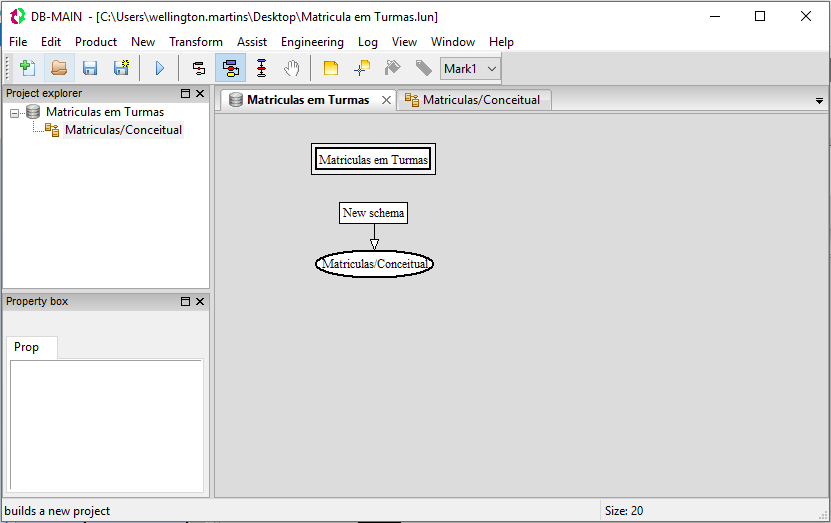 DB-MAIN - [C:\Users\wellington.martins\Desktop\Matricula em Turmas.lun]
File Edit Product New Transform Assist Engineering Log View Window Help
Mark1
Project explorer
Matriculas em Turmas
Matriculas/Conceitual
Property box
Prop
Matriculas em Turmas Matriculas/Conceitual
Matriculas em Turmas
New schema
Matriculas/Conceitual
builds a new project Size: 20